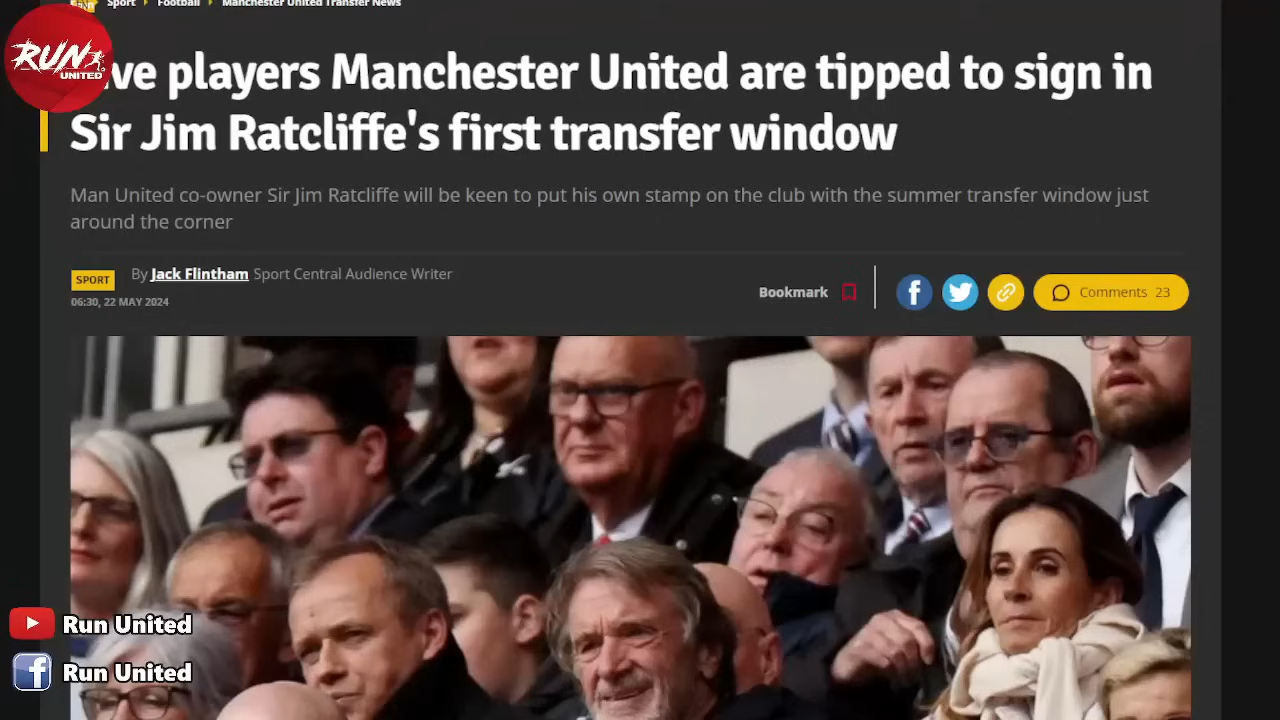 Sport Football Manchester United Transfer News
RUN
UNITED
ve players Manchester United are tipped to sign in
Sir Jim Ratcliffe's first transfer window
Man United co-owner Sir Jim Ratcliffe will be keen to put his own stamp on the club with the summer transfer window just
around the corner
SPORT
By Jack Flintham Sport Central Audience Writer
06:30, 22 MAY 2024
Bookmark
Comments 23
Run United
Run United